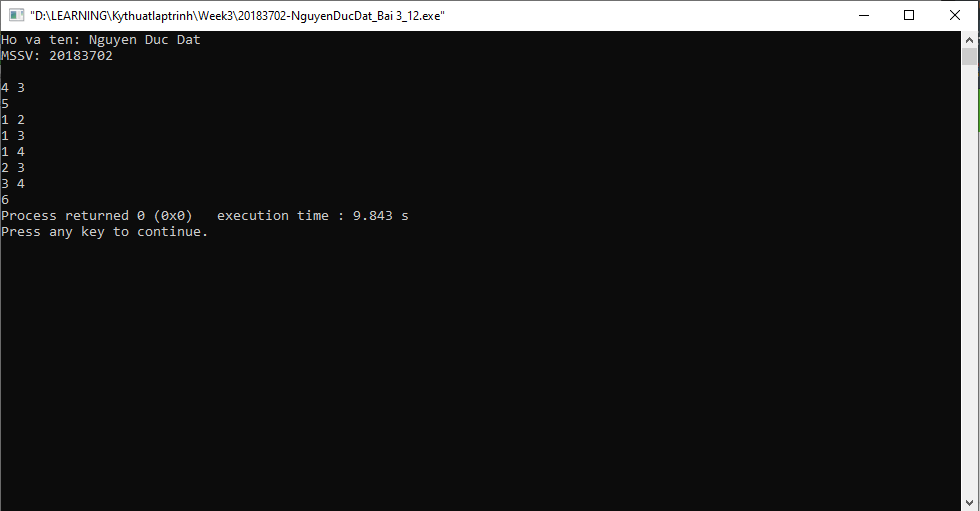 "D:\LEARNING\Kythuatlaptrinh\Week3\20183702-NguyenDucDat_Bai 3_12.exe"
Ho va ten: Nguyen Duc Dat
MSSV: 20183702
4 3
5
1 2
1 3
1 4
2 3
3 4
6
Process returned 0 (0x0)   execution time : 9.843 s
Press any key to continue.